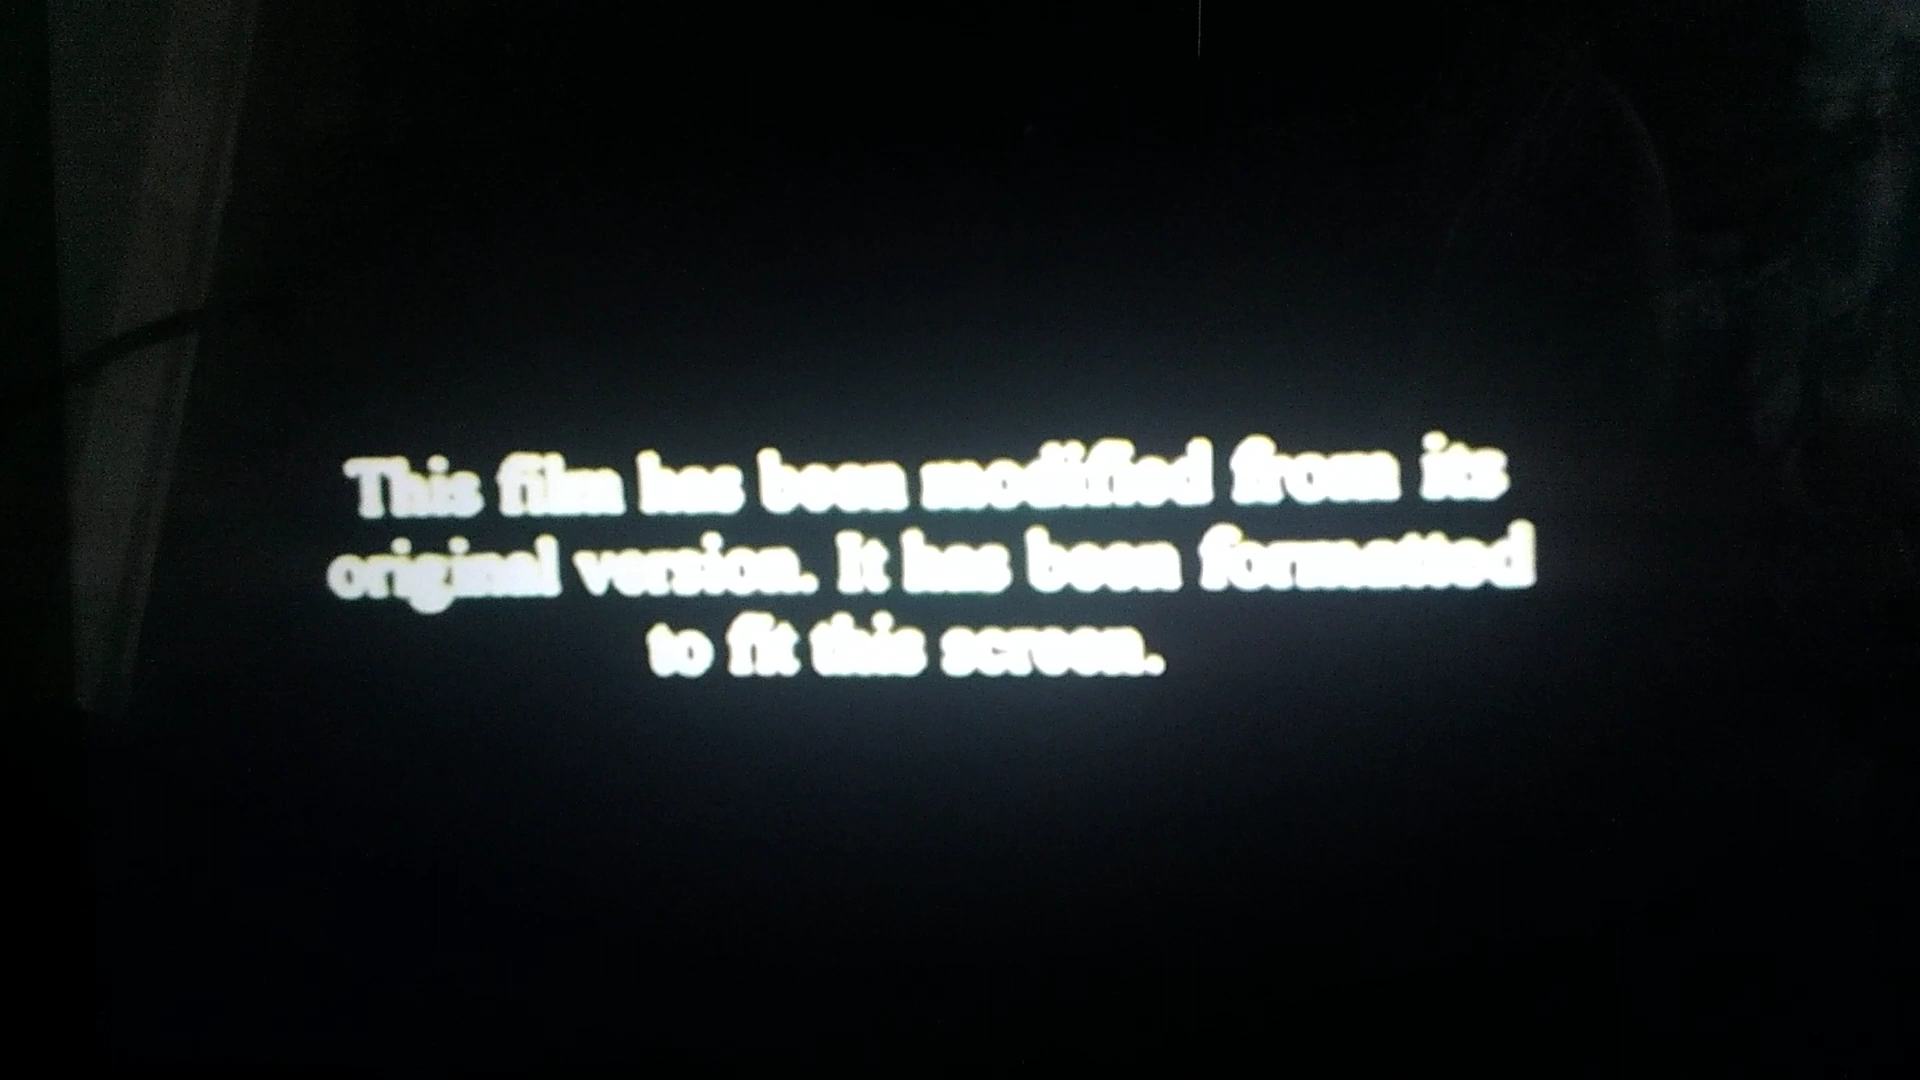 This film has been modified from its
original version. It has been formatted
to fit this screen.